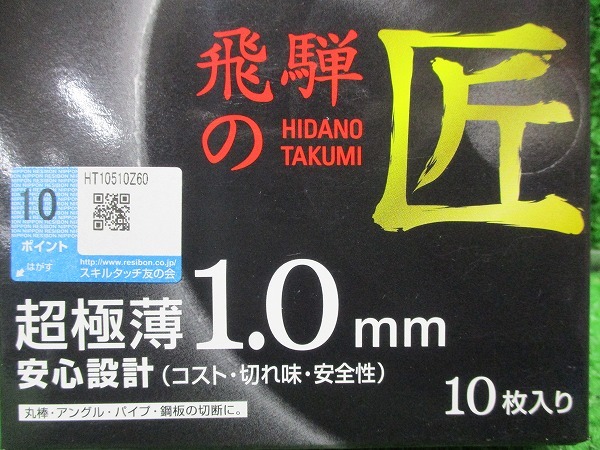 飛騨の匠
HIDANO
TAKUMI
HT10510Z60
10
ポイント
はがす
http://www.resibon.co.jp/
スキルタッチ友の会
超極薄1.0mm
安心設計(コスト・切れ味・安全性)
丸棒・アングル・パイプ・鋼板の切断に。
10枚入り